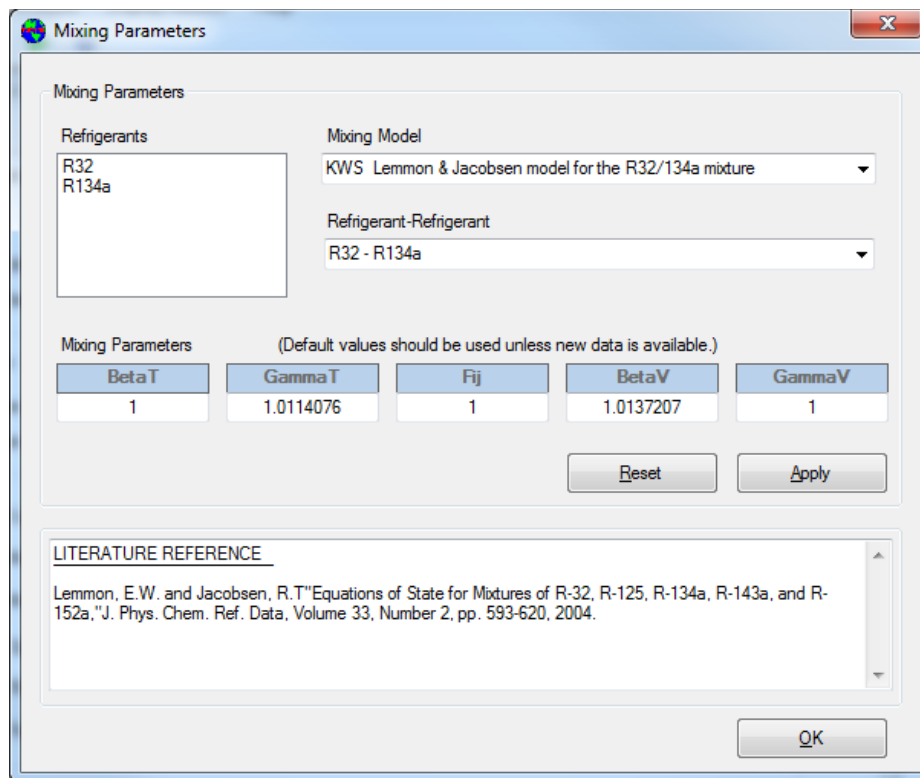 Mixing Parameters
X
Mixing Parameters
Refrigerants
R32
R134a
Mixing Model
KWS Lemmon & Jacobsen model for the R32/134a mixture
Refrigerant-Refrigerant
R32 - R134a
Mixing Parameters (Default values should be used unless new data is available.)
BetaT GammaT Fij BetaV GammaV
1 1.0114076 1 1.0137207 1
Reset Apply
LITERATURE REFERENCE
Lemmon, E.W. and Jacobsen, R.T"Equations of State for Mixtures of R-32, R-125, R-134a, R-143a, and R-
152a,"J. Phys. Chem. Ref. Data, Volume 33, Number 2, pp. 593-620, 2004.
OK